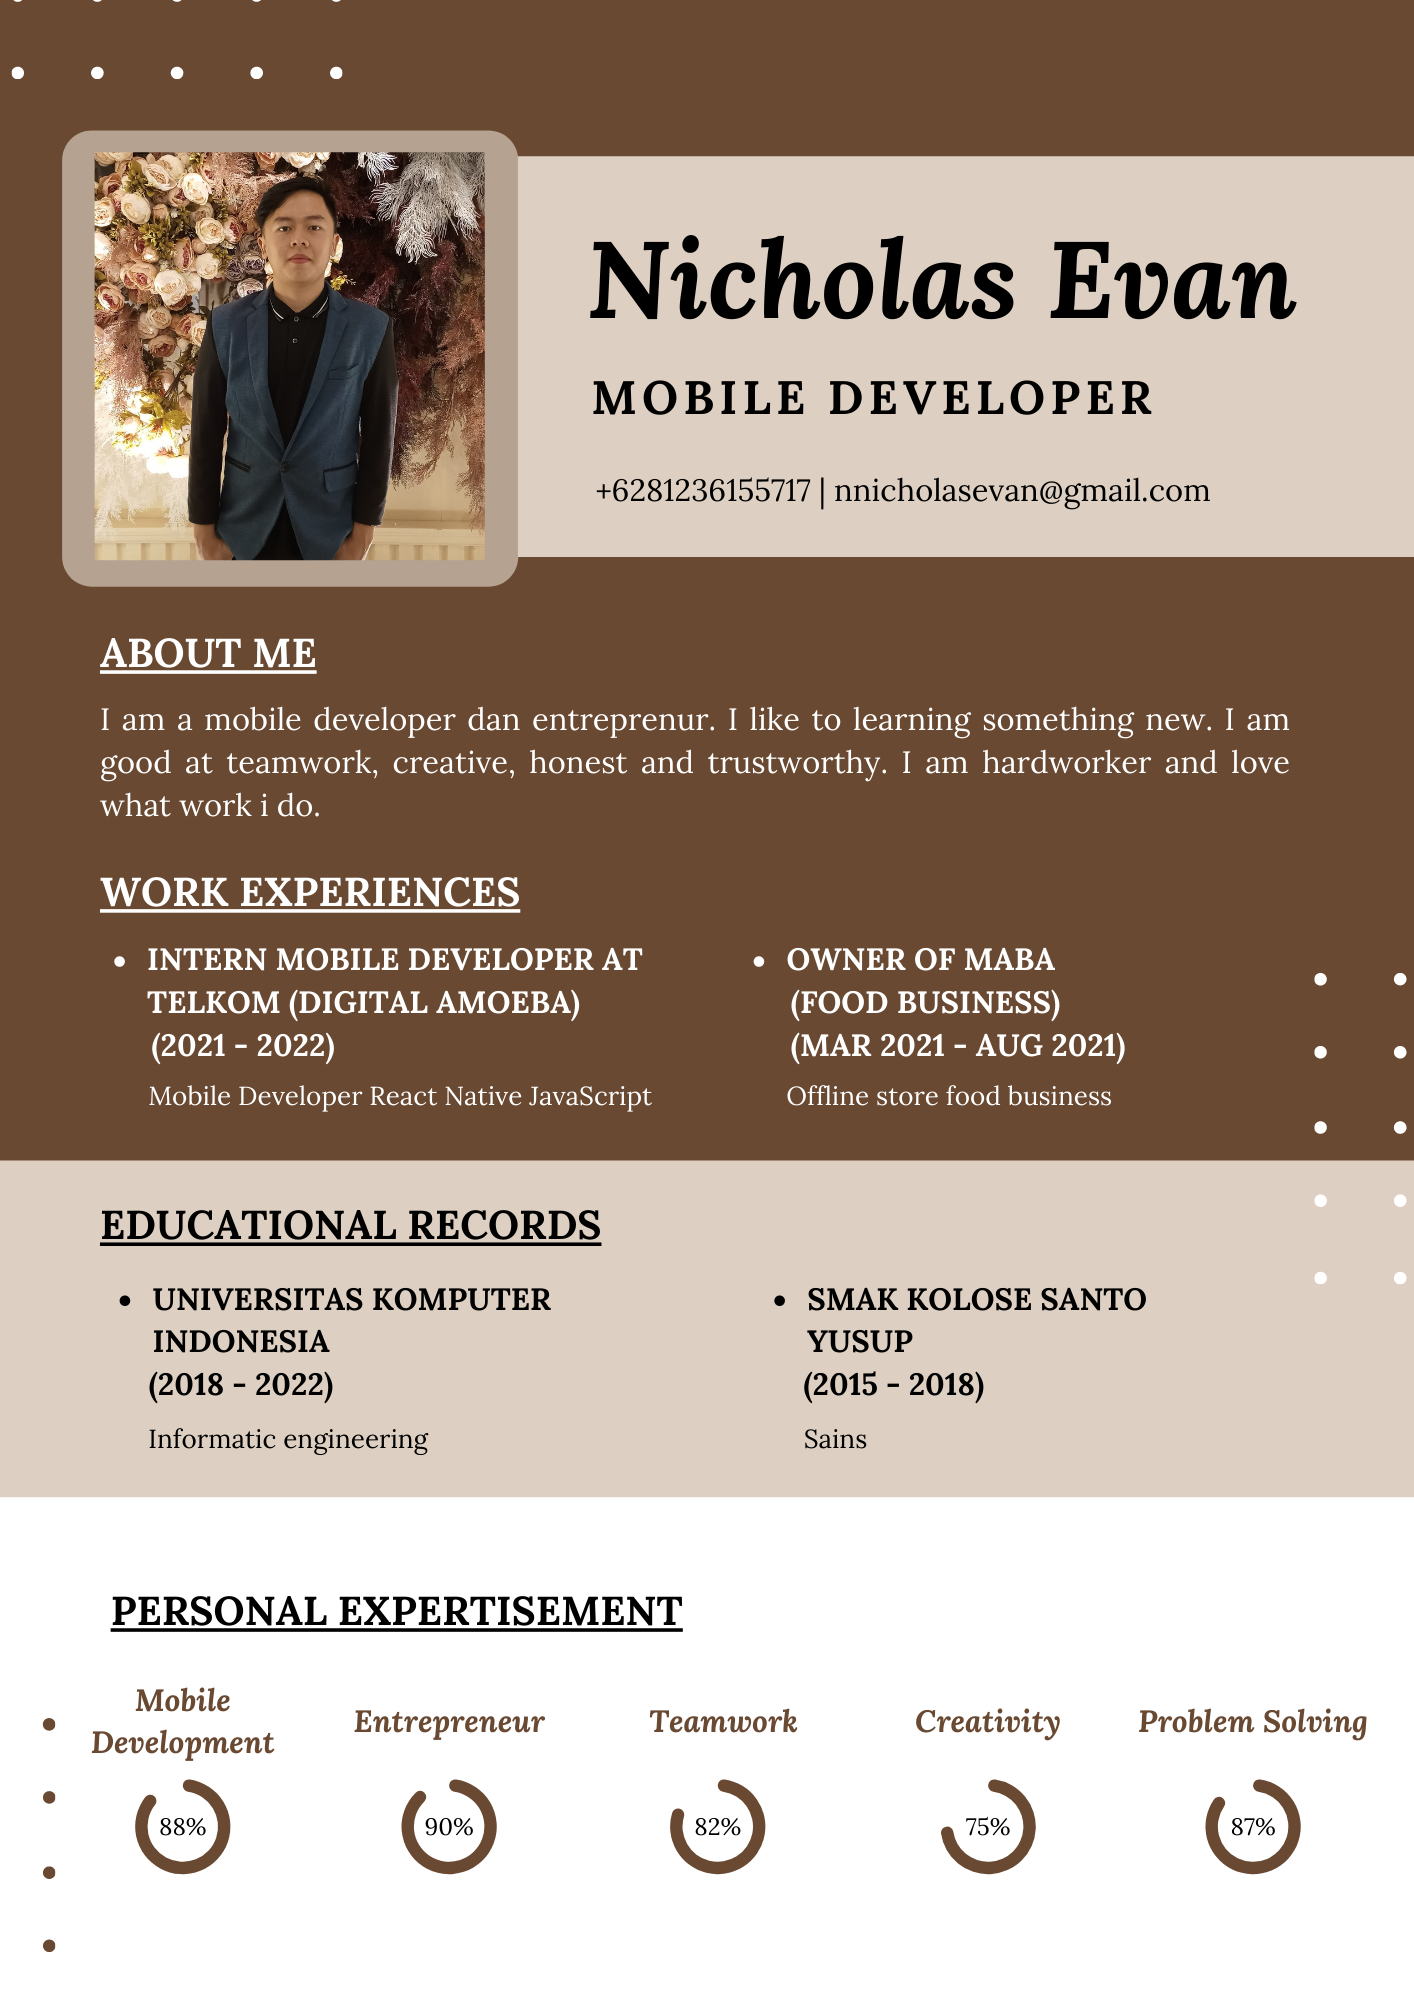 Nicholas Evan
MOBILE DEVELOPER
+6281236155717 | nnicholasevan@gmail.com
ABOUT ME
I am a mobile developer dan entreprenur. I like to learning something new. I am
good at teamwork, creative, honest and trustworthy. I am hardworker and love
what work i do.
WORK EXPERIENCES
• INTERN MOBILE DEVELOPER AT
TELKOM (DIGITAL AMOEBA)
(2021 - 2022)
Mobile Developer React Native JavaScript
• OWNER OF MABA
(FOOD BUSINESS)
(MAR 2021 - AUG 2021)
Offline store food business
EDUCATIONAL RECORDS
• UNIVERSITAS KOMPUTER
INDONESIA
(2018 - 2022)
Informatic engineering
• SMAK KOLOSE SANTO
YUSUP
(2015 - 2018)
Sains
PERSONAL EXPERTISEMENT
Mobile
Development
88%
Entrepreneur
90%
Teamwork
82%
Creativity
75%
Problem Solving
87%